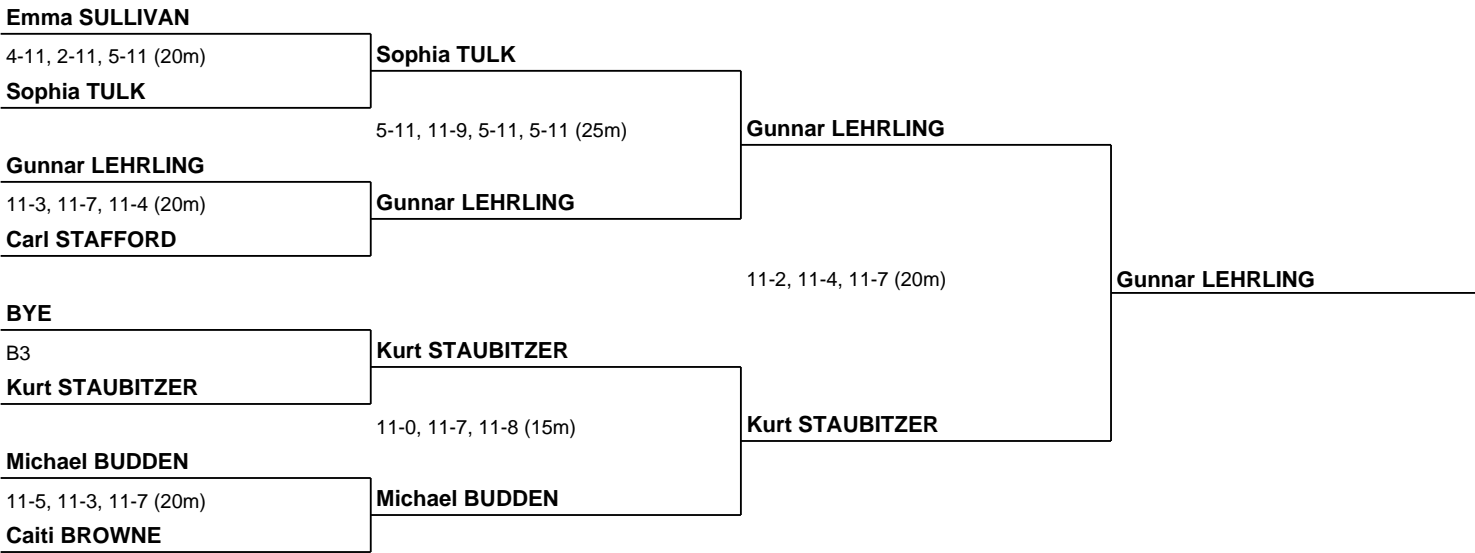 Emma SULLIVAN
4-11, 2-11, 5-11 (20m)
Sophia TULK
Sophia TULK
5-11, 11-9, 5-11, 5-11 (25m)
Gunnar LEHRLING
Gunnar LEHRLING
11-3, 11-7, 11-4 (20m)
Gunnar LEHRLING
Carl STAFFORD
11-2, 11-4, 11-7 (20m)
Gunnar LEHRLING
BYE
B3
Kurt STAUBITZER
Kurt STAUBITZER
11-0, 11-7, 11-8 (15m)
Kurt STAUBITZER
Michael BUDDEN
11-5, 11-3, 11-7 (20m)
Michael BUDDEN
Caiti BROWNE